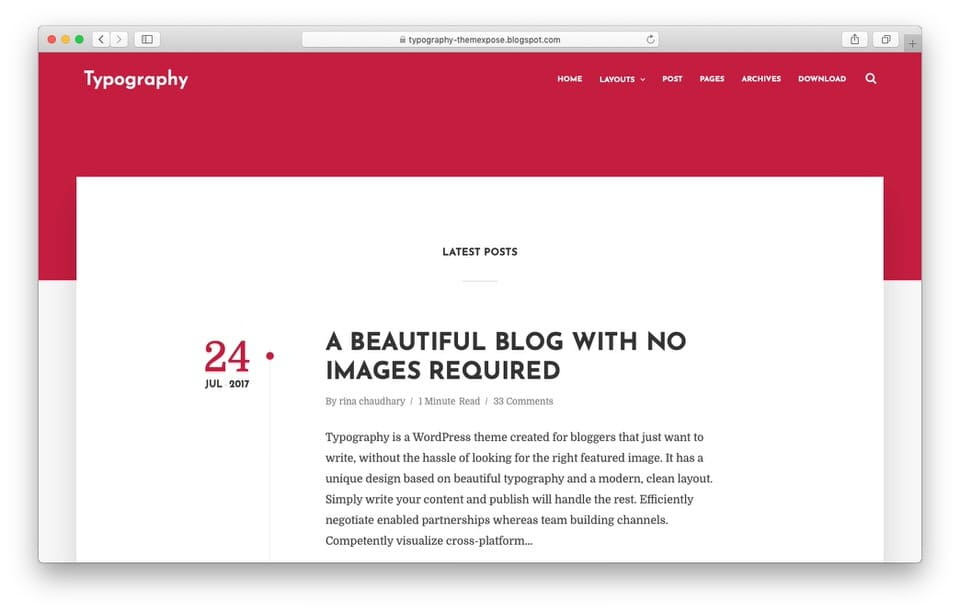 typography-themexpose.blogspot.com
Typography
HOME LAYOUTS POST PAGES ARCHIVES DOWNLOAD
LATEST POSTS
24
JUL 2017
A BEAUTIFUL BLOG WITH NO
IMAGES REQUIRED
By rina chaudhary / 1 Minute Read / 33 Comments
Typography is a WordPress theme created for bloggers that just want to
write, without the hassle of looking for the right featured image. It has a
unique design based on beautiful typography and a modern, clean layout.
Simply write your content and publish will handle the rest. Efficiently
negotiate enabled partnerships whereas team building channels.
Competently visualize cross-platform...